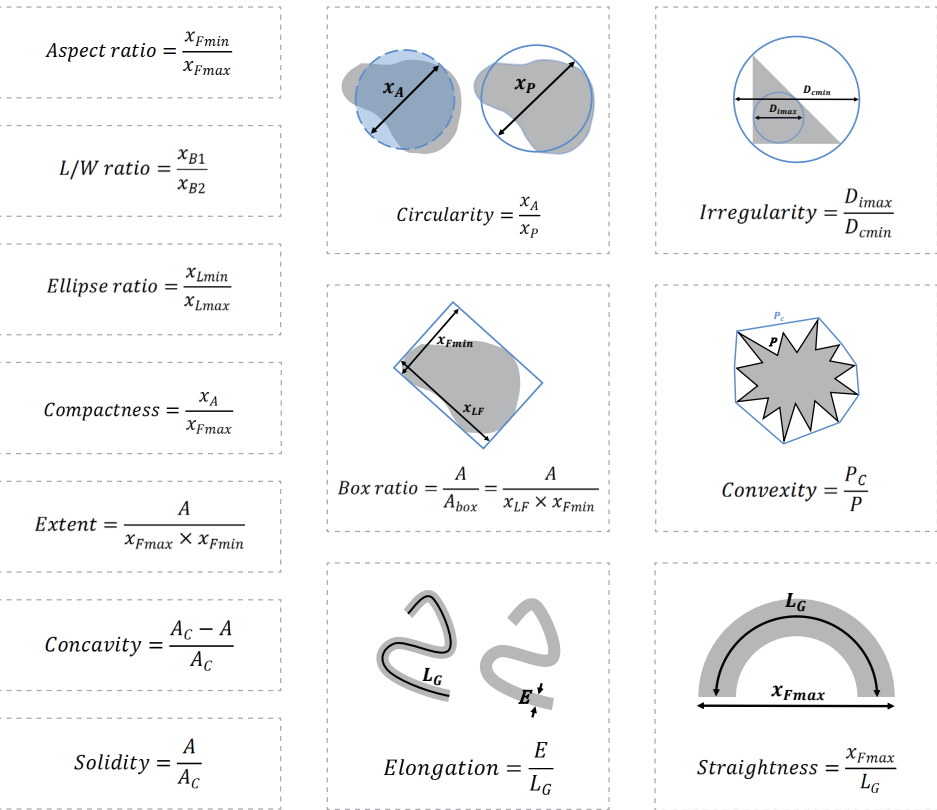 Aspect ratio = x_Fmin / x_Fmax
L/W ratio = x_B1 / x_B2
Ellipse ratio = x_Lmin / x_Lmax
Compactness = x_A / x_Fmax
Extent = A / x_Fmax × x_Fmin
Concavity = A_C − A / A_C
Solidity = A / A_C
x_A
x_P
Circularity = x_A / x_P
x_Fmin
x_LF
Box ratio = A / A_box = A / x_LF × x_Fmin
L_G
E
Elongation = E / L_G
D_cmin
D_imax
Irregularity = D_imax / D_cmin
P_c
P
Convexity = P_C / P
L_G
x_Fmax
Straightness = x_Fmax / L_G